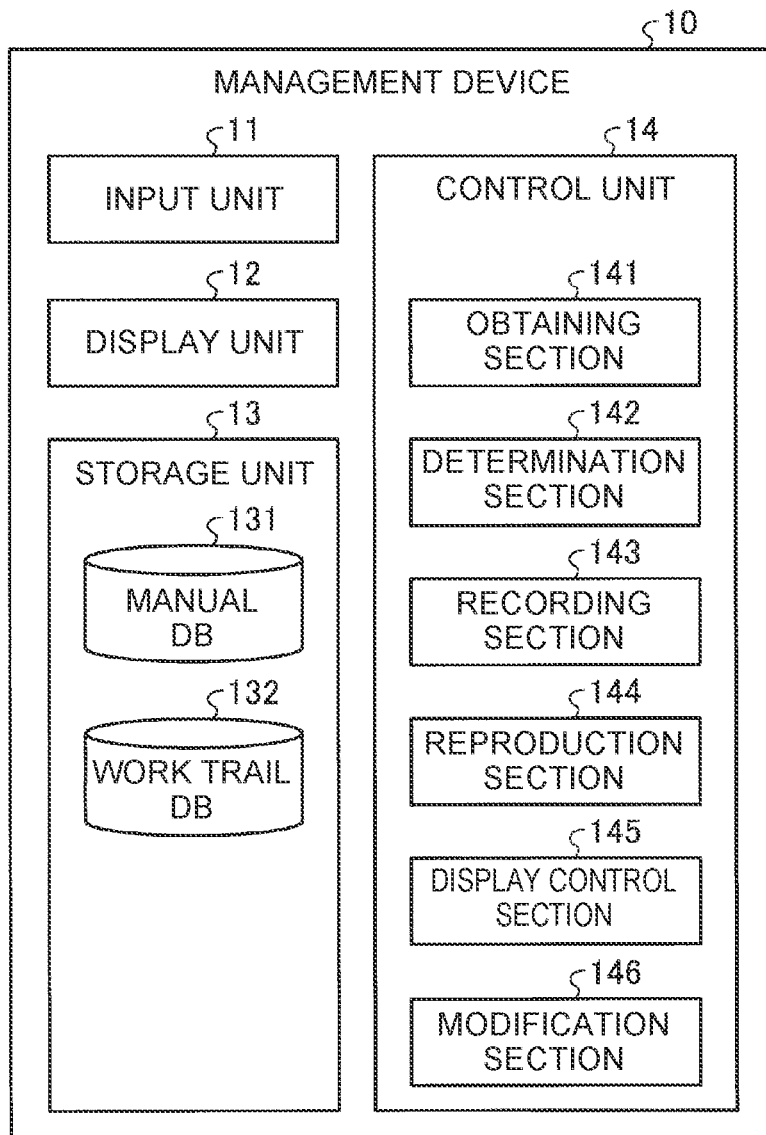 10
MANAGEMENT DEVICE
11
INPUT UNIT
12
DISPLAY UNIT
13
STORAGE UNIT
131
MANUAL
DB
132
WORK TRAIL
DB
14
CONTROL UNIT
141
OBTAINING
SECTION
142
DETERMINATION
SECTION
143
RECORDING
SECTION
144
REPRODUCTION
SECTION
145
DISPLAY CONTROL
SECTION
146
MODIFICATION
SECTION